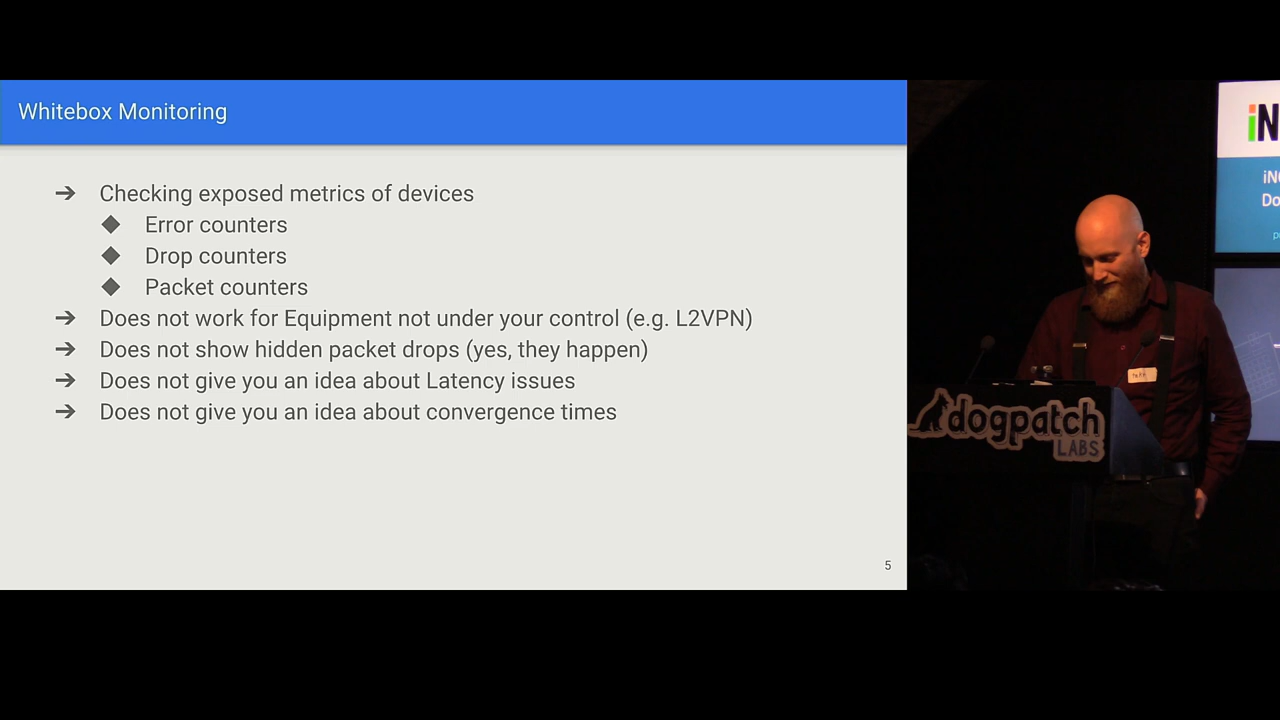 Whitebox Monitoring
➔ Checking exposed metrics of devices
◆ Error counters
◆ Drop counters
◆ Packet counters
➔ Does not work for Equipment not under your control (e.g. L2VPN)
➔ Does not show hidden packet drops (yes, they happen)
➔ Does not give you an idea about Latency issues
➔ Does not give you an idea about convergence times
5
iN
iN
Do
p
dogpatch
LABS